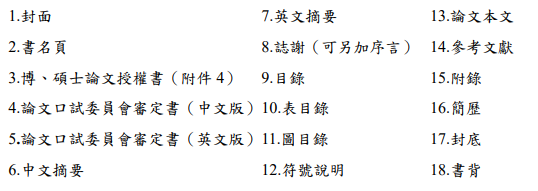 1.封面
2.書名頁
3.博、碩士論文授權書（附件 4）
4.論文口試委員會審定書（中文版）
5.論文口試委員會審定書（英文版）
6.中文摘要
7.英文摘要
8.誌謝（可另加序言）
9.目錄
10.表目錄
11.圖目錄
12.符號說明
13.論文本文
14.參考文獻
15.附錄
16.簡歷
17.封底
18.書背